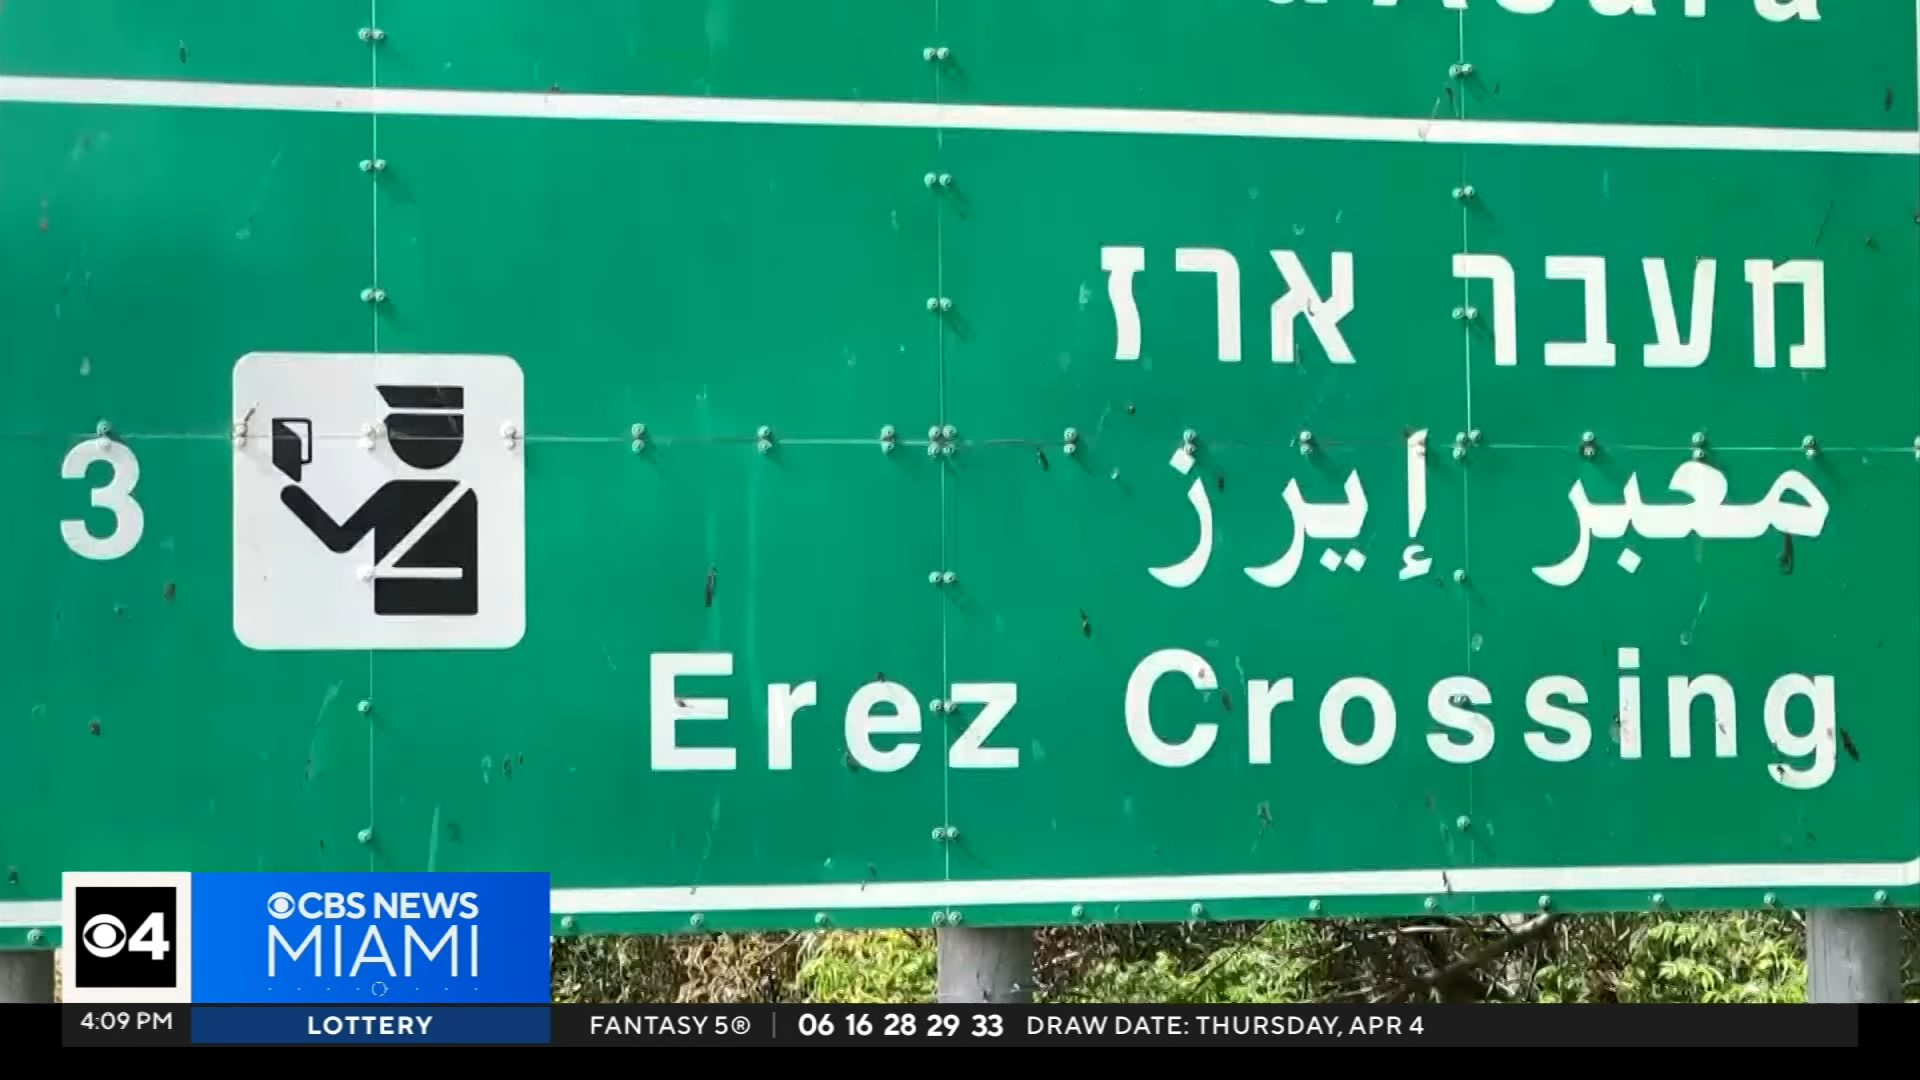 מעבר ארז
معبر إيرز
3
Erez Crossing
4
CBS NEWS
MIAMI
4:09 PM
LOTTERY
FANTASY 5® | 06 16 28 29 33 DRAW DATE: THURSDAY, APR 4